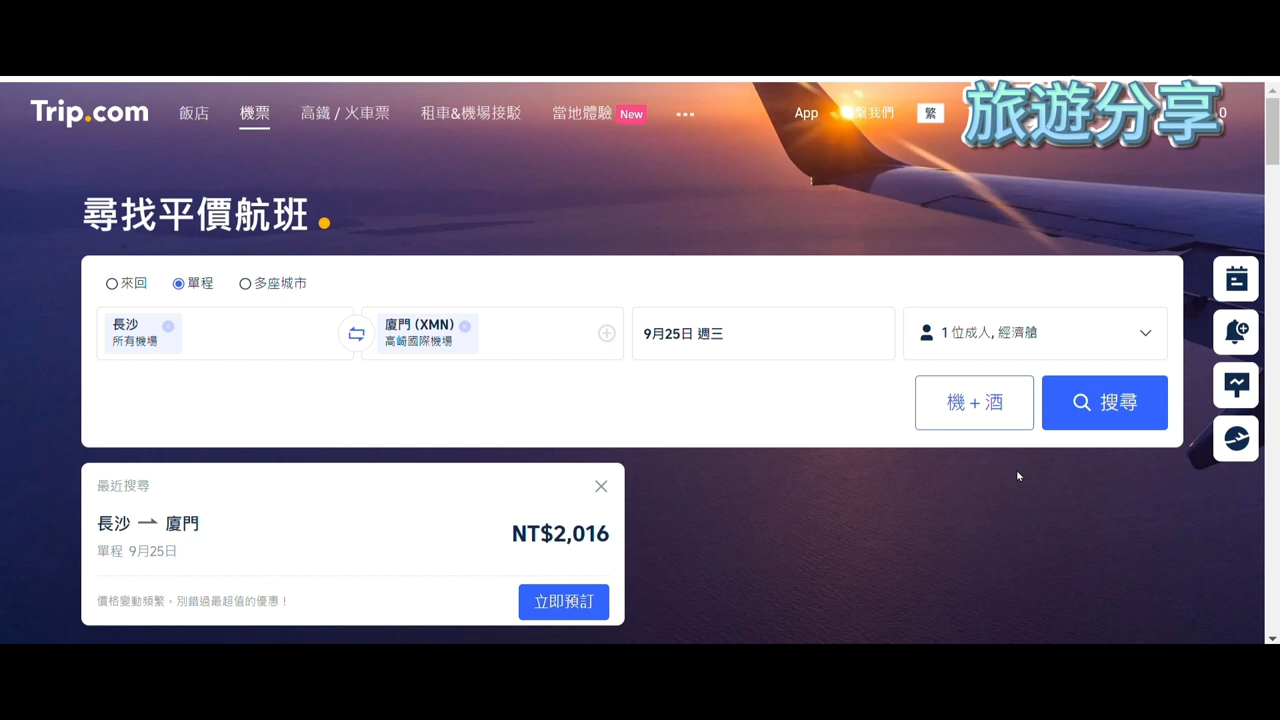 Trip.com 飯店 機票 高鐵 / 火車票 租車&機場接駁 當地體驗 New ••• App 我們 繁 0
旅遊分享
尋找平價航班.
來回 單程 多座城市
長沙
所有機場
廈門 (XMN)
高崎國際機場
9月25日 週三
1 位成人, 經濟艙
機 + 酒
搜尋
最近搜尋
長沙 廈門
單程 9月25日
NT$2,016
價格變動頻繁。別錯過最超值的優惠！
立即預訂